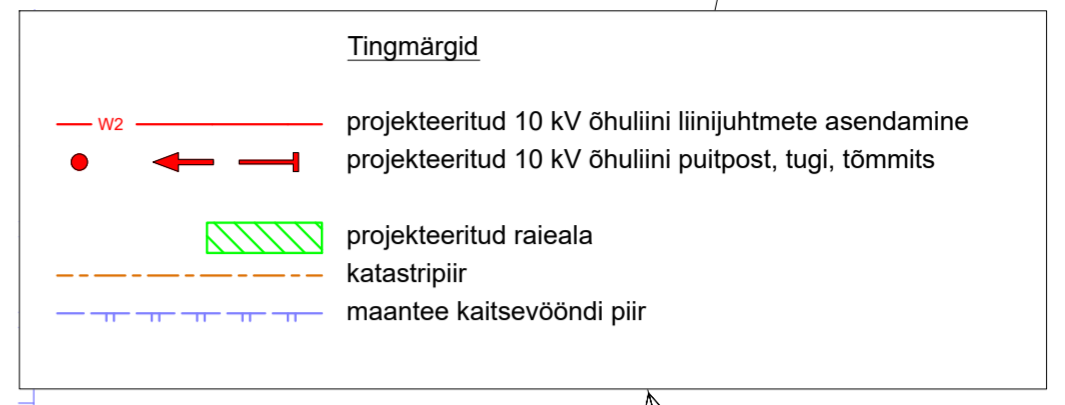 Tingmärgid
W2 projekteeritud 10 kV õhuliini liinijuhtmete asendamine
projekteeritud 10 kV õhuliini puitpost, tugi, tõmmits
projekteeritud raieala
katastripiir
maantee kaitsevööndi piir